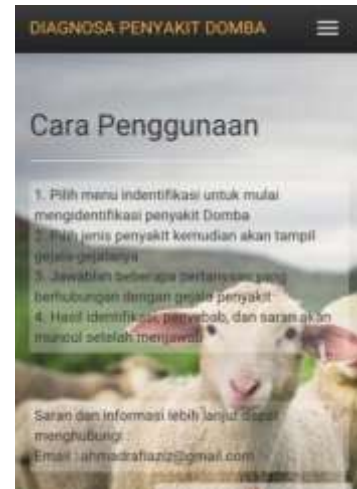 DIAGNOSA PENYAKIT DOMBA
Cara Penggunaan
1. Pilih menu indentifikasi untuk mulai
mengidentifikasi penyakit Domba
2. Pilih jenis penyakit kemudian akan tampil
gejala-gejalanya
3. Jawablah beberapa pertanyaan yang
berhubungan dengan gejala penyakit
4. Hasil identifikasi, penyebab, dan saran akan
muncul setelah menjawab
Saran dan informasi lebih lanjut dapat
menghubungi :
Email : ahmadrafiaziz@gmail.com